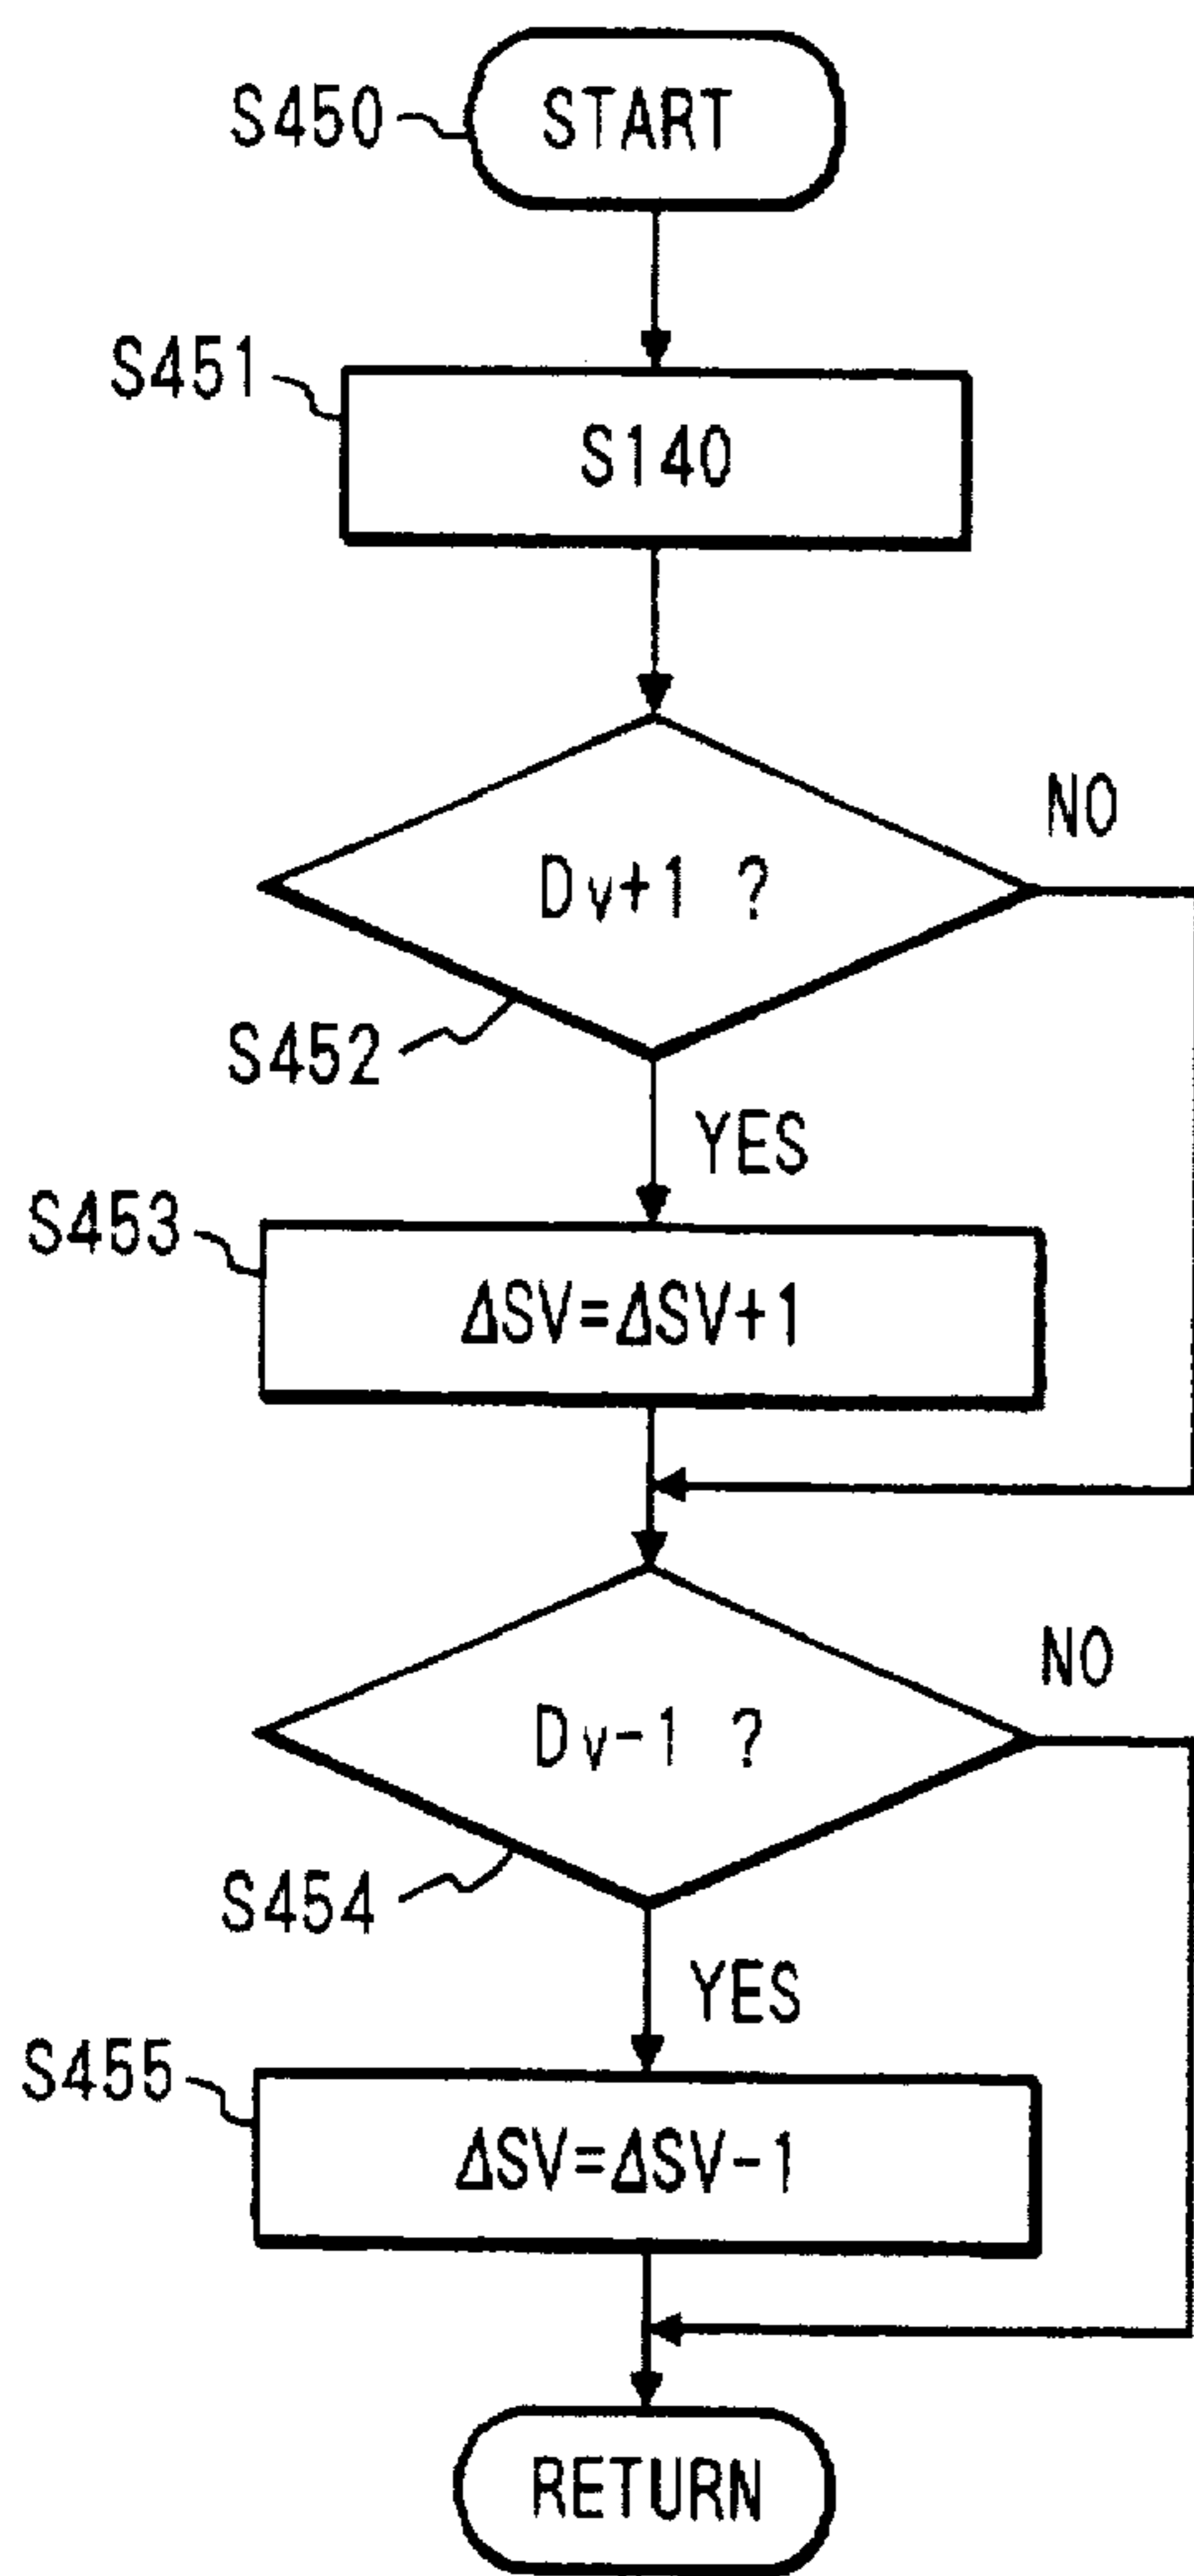 S450
START
S451
S140
NO
Dv+1 ?
S452
YES
S453
ΔSV=ΔSV+1
NO
Dv-1 ?
S454
YES
S455
ΔSV=ΔSV-1
RETURN